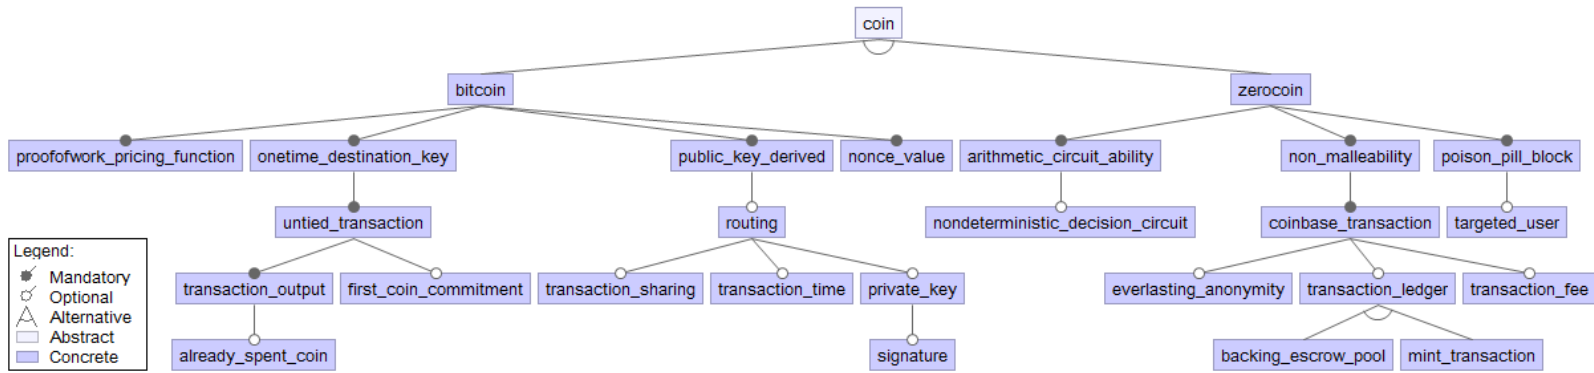 coin
bitcoin
zerocoin
proofofwork_pricing_function
onetime_destination_key
public_key_derived
nonce_value
arithmetic_circuit_ability
non_malleability
poison_pill_block
untied_transaction
routing
nondeterministic_decision_circuit
coinbase_transaction
targeted_user
transaction_output
first_coin_commitment
transaction_sharing
transaction_time
private_key
everlasting_anonymity
transaction_ledger
transaction_fee
already_spent_coin
signature
backing_escrow_pool
mint_transaction
Legend:
Mandatory
Optional
Alternative
Abstract
Concrete